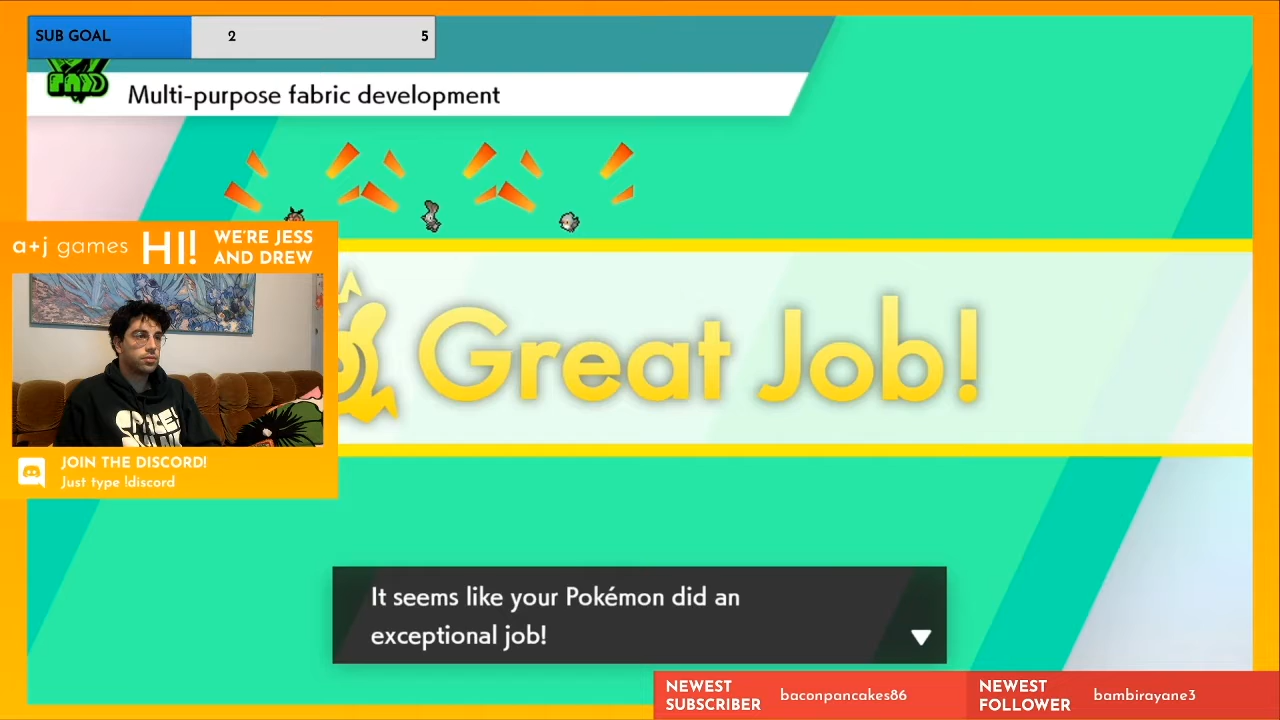 SUB GOAL 2 5
Multi-purpose fabric development
a+j games HI! WE'RE JESS
AND DREW
Great Job!
JOIN THE DISCORD!
Just type !discord
It seems like your Pokémon did an
exceptional job!
NEWEST
SUBSCRIBER baconpancakes86
NEWEST
FOLLOWER bambirayane3